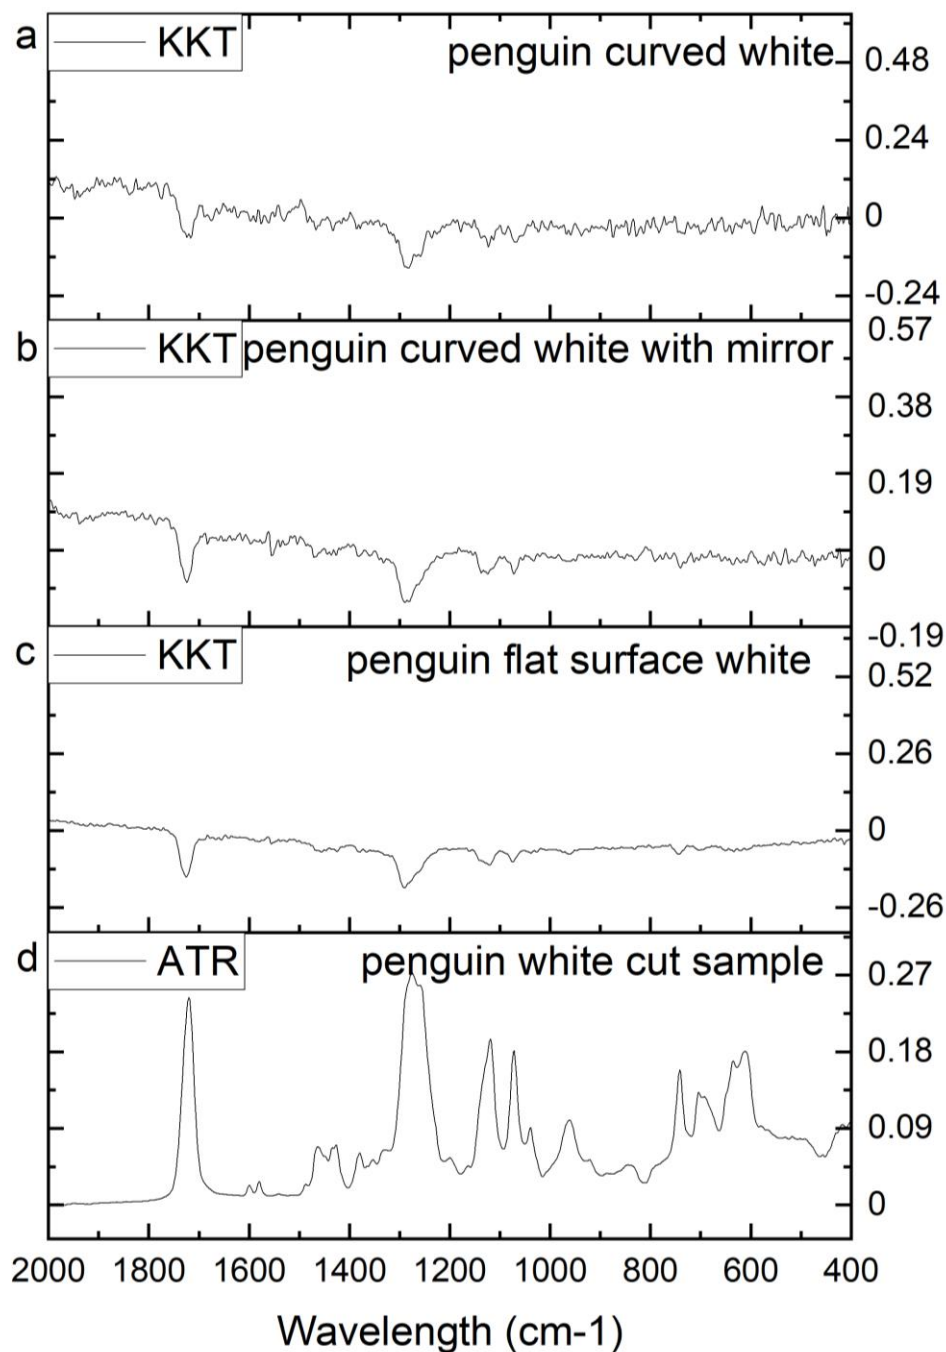 a KKT penguin curved white
0.48
0.24
0
-0.24
b KKT penguin curved white with mirror
0.57
0.38
0.19
0
-0.19
c KKT penguin flat surface white
0.52
0.26
0
-0.26
d ATR penguin white cut sample
0.27
0.18
0.09
0
2000 1800 1600 1400 1200 1000 800 600 400
Wavelength (cm-1)